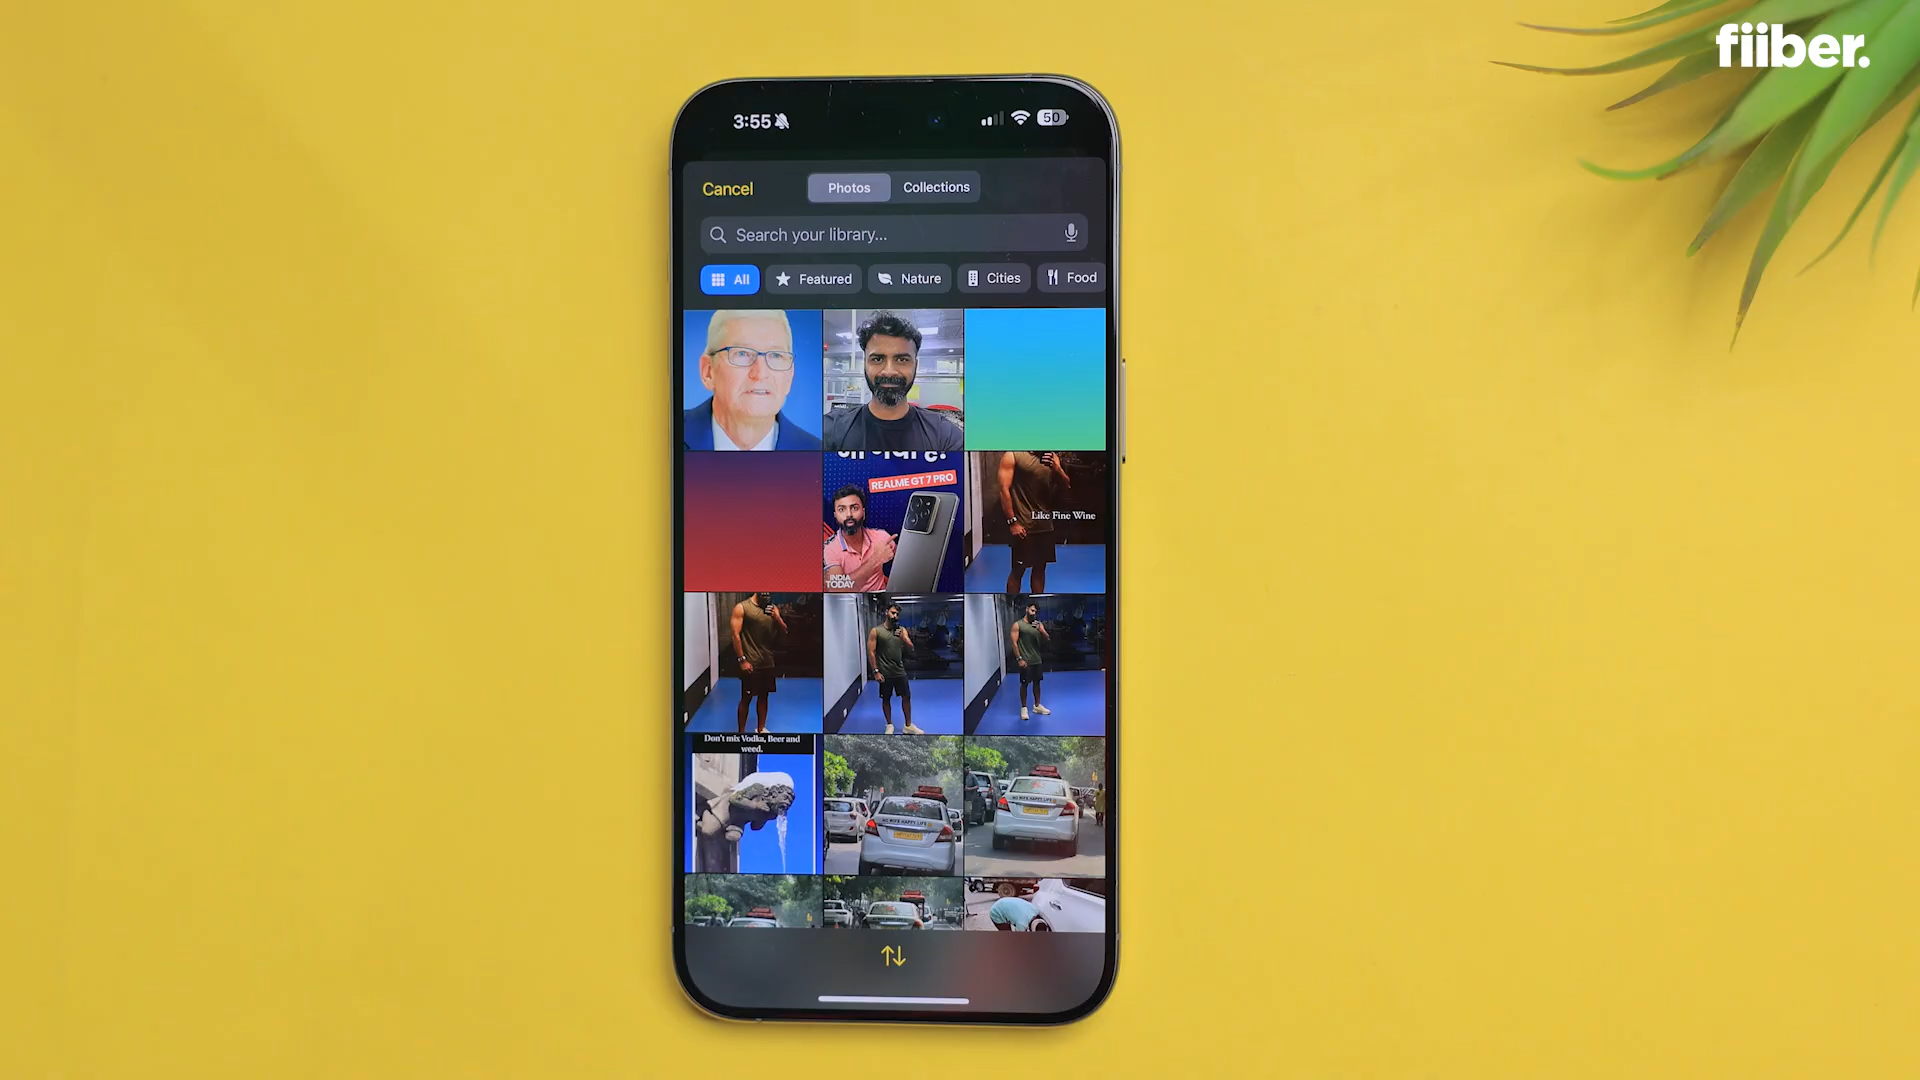 fiiber.
3:55
50
Cancel
Photos
Collections
Search your library...
All
Featured
Nature
Cities
Food
REALME GT 7 PRO
INDIA
TODAY
Like Fine Wine
Don't mix Vodka, Beer and
weed.